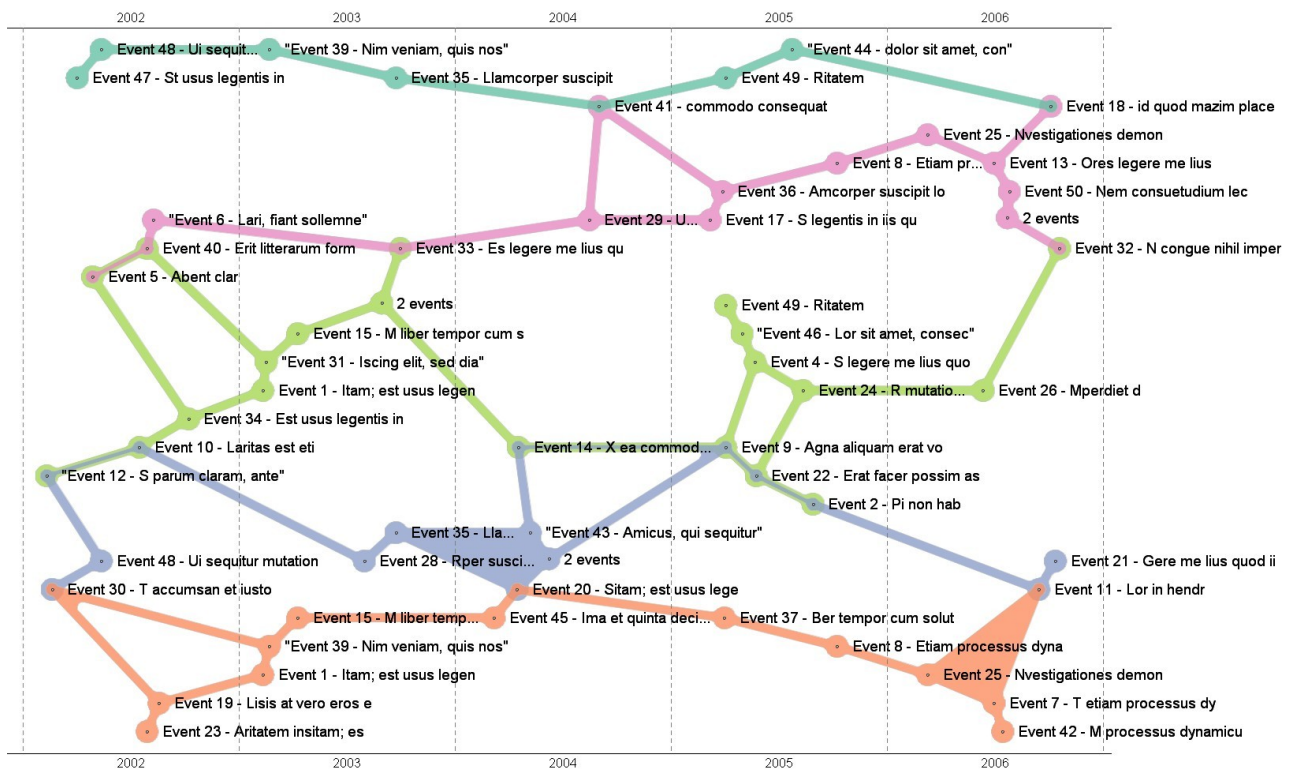 2002 2003 2004 2005 2006
Event 48 - Ui sequit... "Event 39 - Nim veniam, quis nos" "Event 44 - dolor sit amet, con"
Event 47 - St usus legentis in Event 35 - Llamcorper suscipit Event 49 - Ritatem
Event 41 - commodo consequat Event 18 - id quod mazim place
Event 25 - Nvestigationes demon
Event 8 - Etiam pr... Event 13 - Ores legere me lius
Event 36 - Amcorper suscipit lo Event 50 - Nem consuetudium lec
"Event 6 - Lari, fiant sollemne" Event 29 - U... Event 17 - S legentis in iis qu 2 events
Event 40 - Erit litterarum form Event 33 - Es legere me lius qu Event 32 - N congue nihil imper
Event 5 - Abent clar
2 events Event 49 - Ritatem
Event 15 - M liber tempor cum s "Event 46 - Lor sit amet, consec"
"Event 31 - Iscing elit, sed dia" Event 4 - S legere me lius quo
Event 1 - Itam; est usus legen Event 24 - R mutatio... Event 26 - Mperdiet d
Event 34 - Est usus legentis in
Event 10 - Laritas est eti Event 14 - X ea commod... Event 9 - Agna aliquam erat vo
"Event 12 - S parum claram, ante" Event 22 - Erat facer possim as
Event 2 - Pi non hab
Event 35 - Lla... "Event 43 - Amicus, qui sequitur"
Event 48 - Ui sequitur mutation Event 28 - Rper susci... 2 events Event 21 - Gere me lius quod ii
Event 30 - T accumsan et iusto Event 20 - Sitam; est usus lege Event 11 - Lor in hendr
Event 15 - M liber temp... Event 45 - Ima et quinta deci... Event 37 - Ber tempor cum solut
"Event 39 - Nim veniam, quis nos" Event 8 - Etiam processus dyna
Event 1 - Itam; est usus legen Event 25 - Nvestigationes demon
Event 19 - Lisis at vero eros e Event 7 - T etiam processus dy
Event 23 - Aritatem insitam; es Event 42 - M processus dynamicu
2002 2003 2004 2005 2006